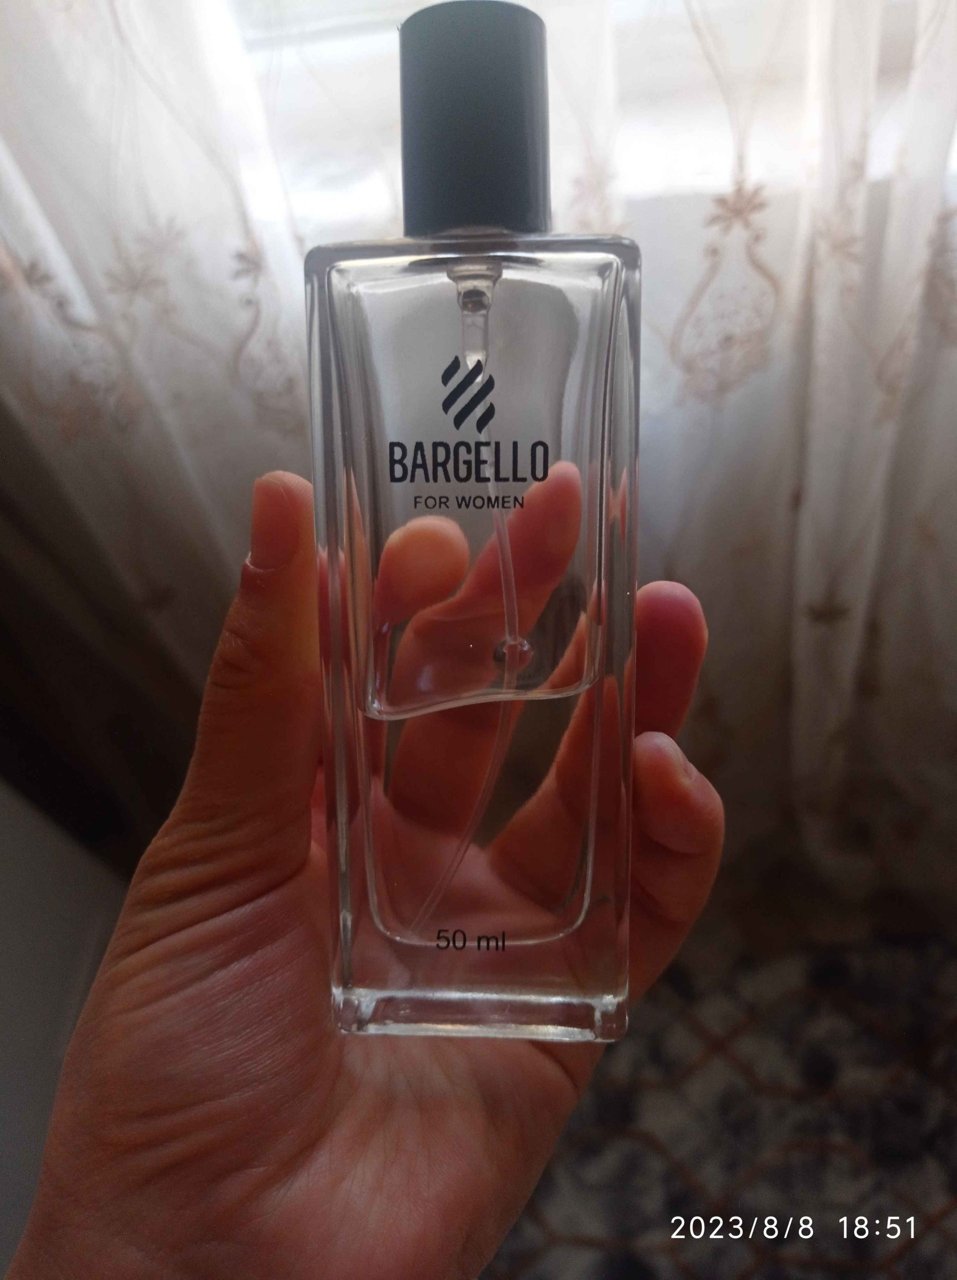 BARGELLO
FOR WOMEN
50 ml
2023/8/8 18:51